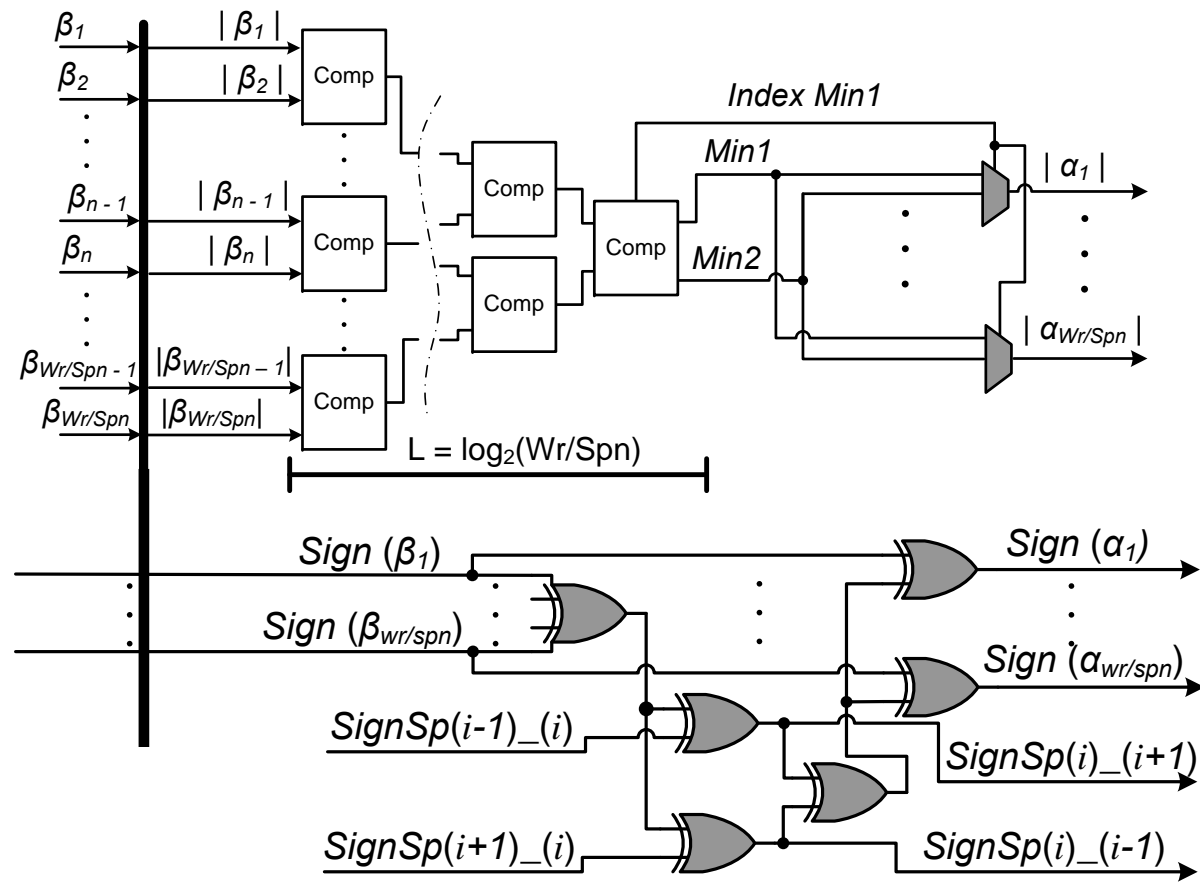 β1
| β1 |
Comp
β2
| β2 |
Index Min1
Min1
| α1 |
Comp
βn - 1
| βn-1 |
Comp
Comp
βn
| βn |
Min2
Comp
| αWr/Spn |
βWr/Spn - 1
|βWr/Spn – 1|
Comp
βWr/Spn
|βWr/Spn|
L = log2(Wr/Spn)
Sign (β1)
Sign (α1)
Sign (βwr/spn)
Sign (αwr/spn)
SignSp(i-1)_(i)
SignSp(i)_(i+1)
SignSp(i+1)_(i)
SignSp(i)_(i-1)